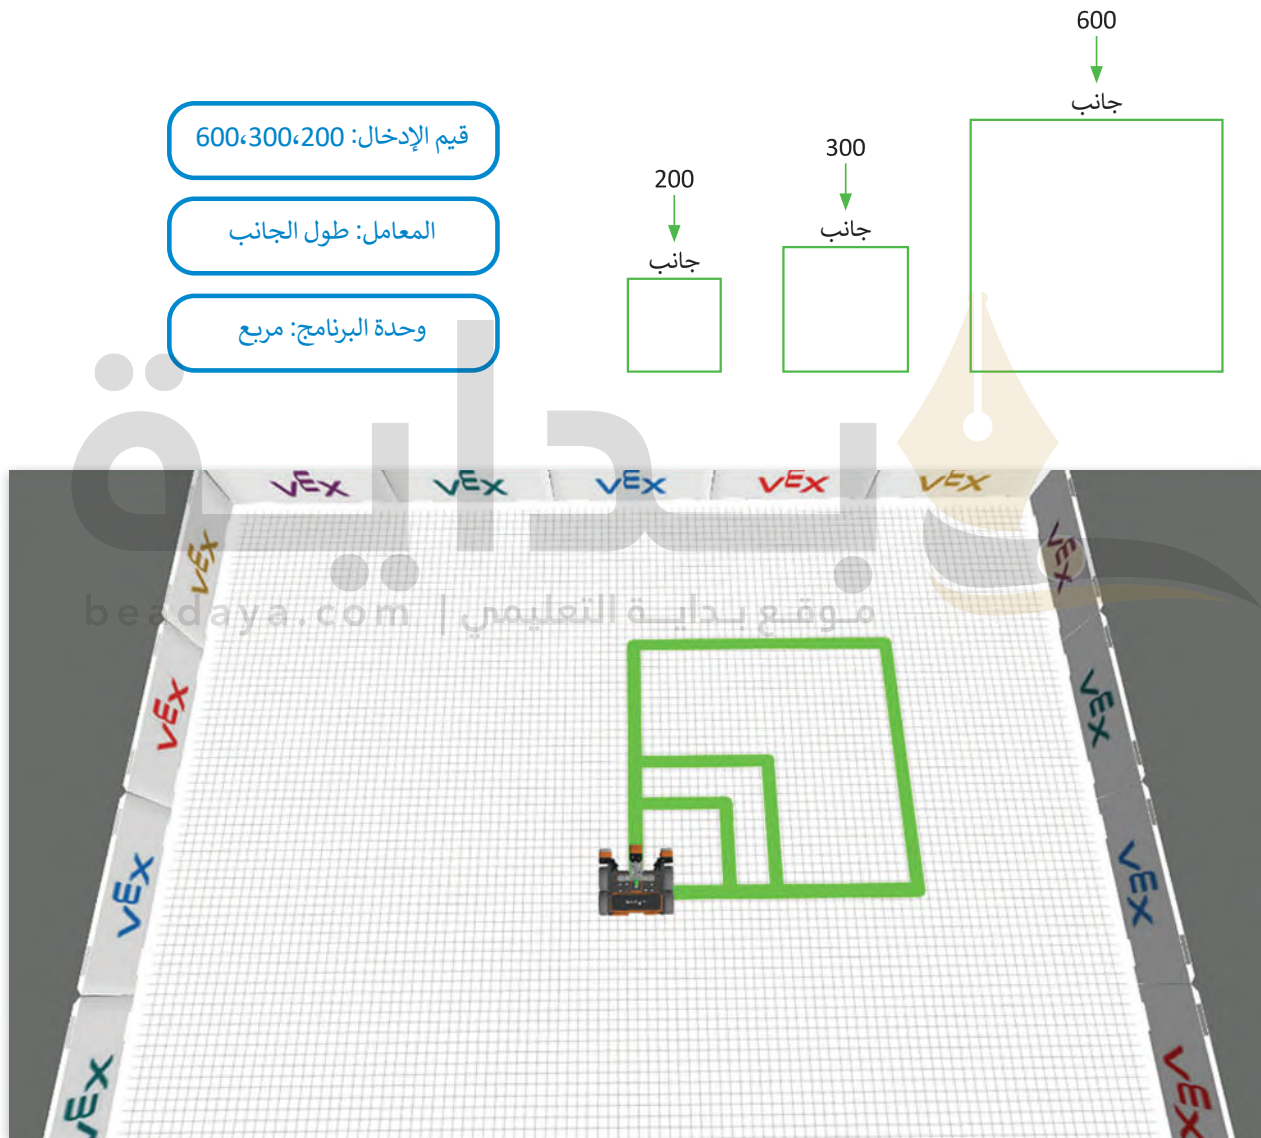 600
جانب
300
جانب
200
جانب
قيم الإدخال: 200،300،600
المعامل: طول الجانب
وحدة البرنامج: مربع
بداية
موقع بداية التعليمي | beadaya.com
VEX VEX VEX VEX VEX
VEX VEX
VEX VEX
VEX VEX
VEX VEX